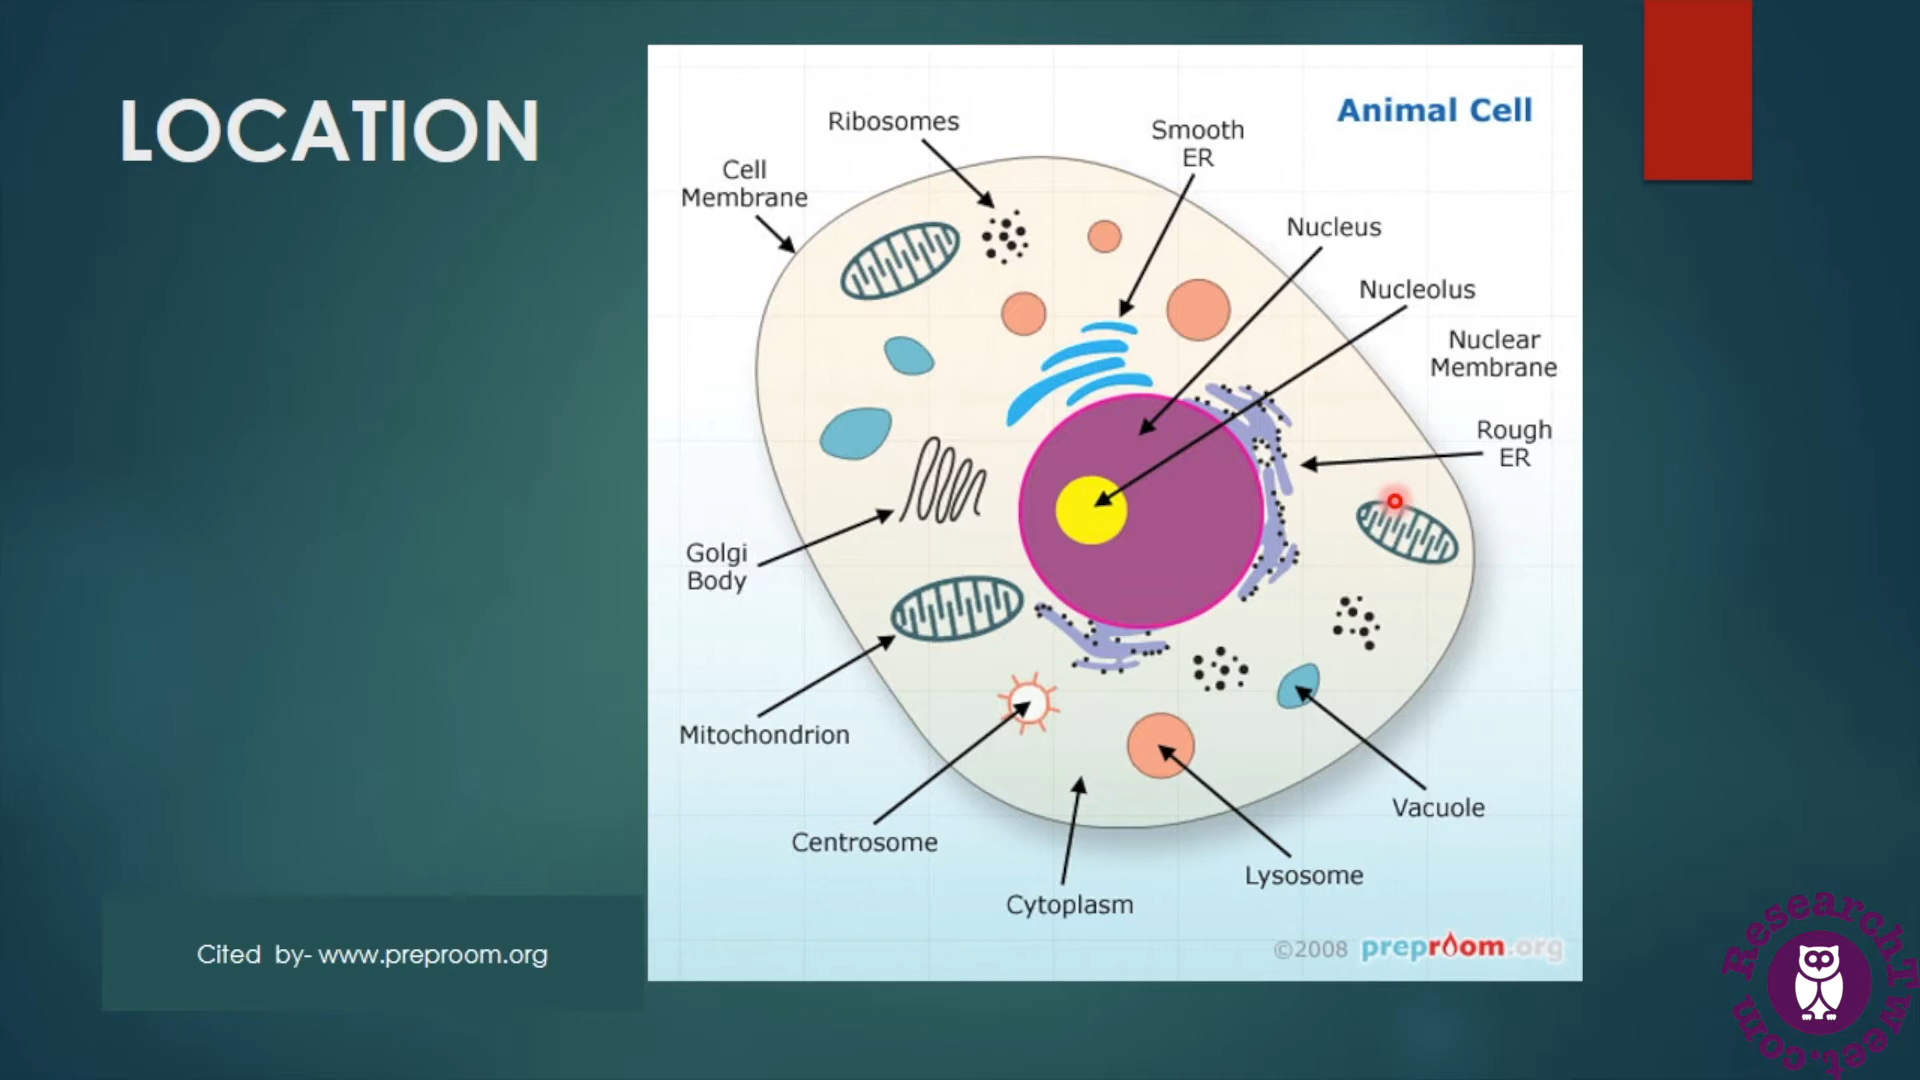 LOCATION
Animal Cell
Ribosomes
Smooth
ER
Cell
Membrane
Nucleus
Nucleolus
Nuclear
Membrane
Rough
ER
Golgi
Body
Mitochondrion
Centrosome
Cytoplasm
Lysosome
Vacuole
©2008 preproom.org
Cited by- www.preproom.org
ResearchTweet.com